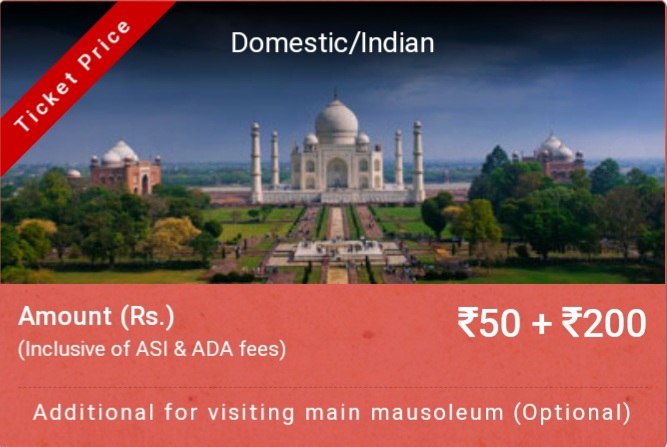 Ticket Price
Domestic/Indian
Amount (Rs.)
₹50 + ₹200
(Inclusive of ASI & ADA fees)
Additional for visiting main mausoleum (Optional)